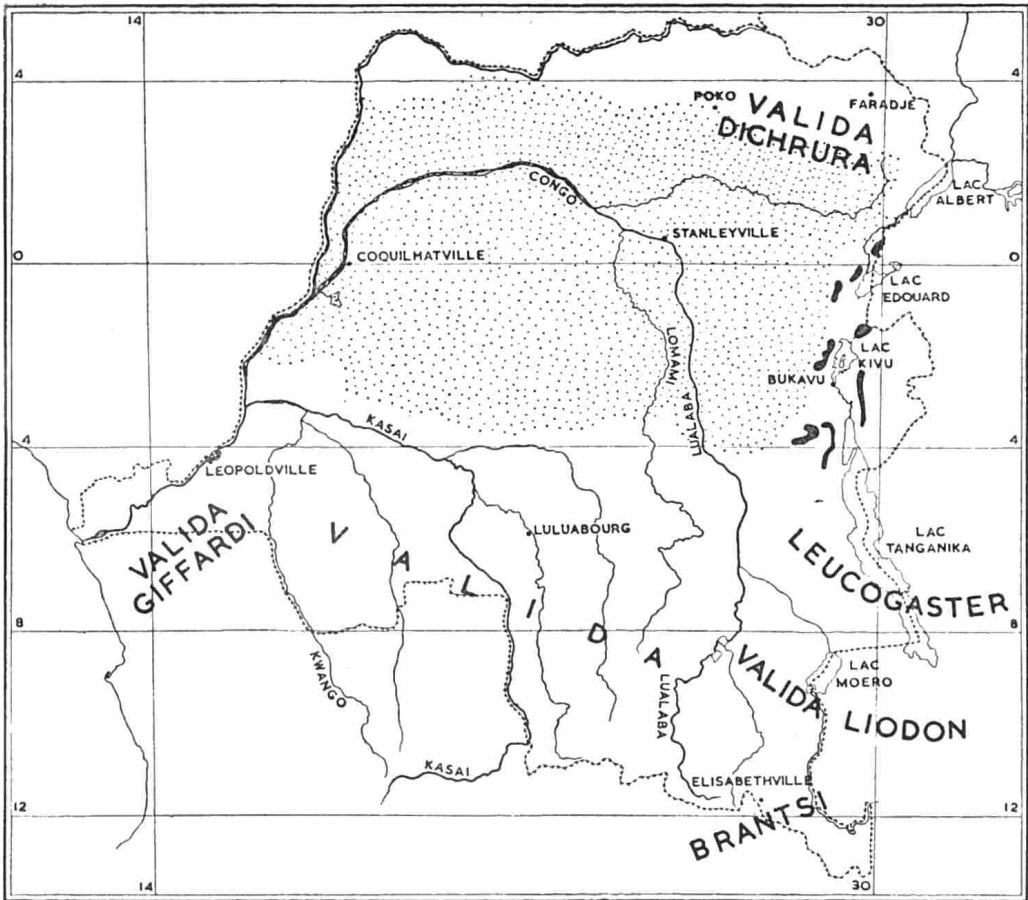 14
30
4
4
POKO
FARADJE
VALIDA
DICHRURA
CONGO
LAC
ALBERT
STANLEYVILLE
COQUILHATVILLE
0
0
LAC
EDOUARD
LOMAMI
LAC
KIVU
BUKAVU
LUALABA
KASAI
4
4
LEOPOLDVILLE
VALIDA
GIFFARDI
LULUABOURG
VALIDA
LAC
TANGANIKA
LEUCOGASTER
8
8
KWANGO
VALIDA
LAC
MOERO
LUALABA
LIODON
KASAI
ELISABETHVILLE
12
12
BRANTSI
14
30